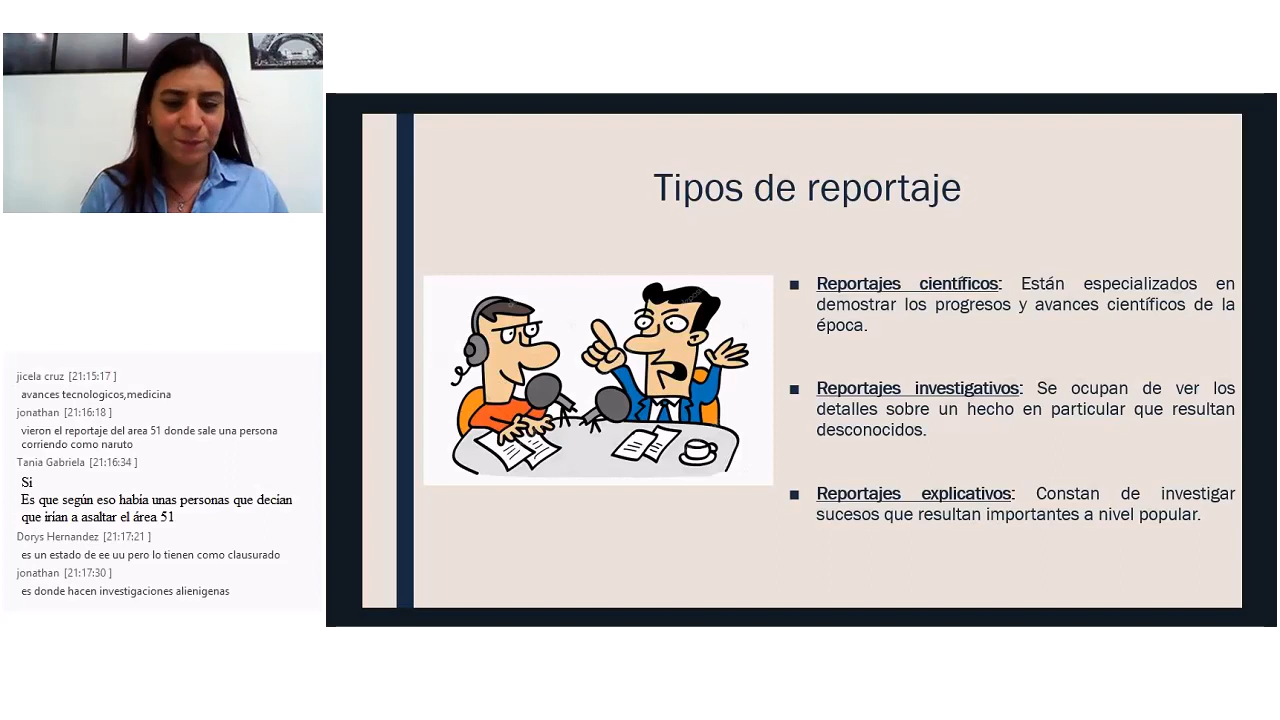 jicela cruz [21:15:17 ]
avances tecnologicos,medicina
jonathan [21:16:18 ]
vieron el reportaje del area 51 donde sale una persona
corriendo como naruto
Tania Gabriela [21:16:34 ]
Si
Es que según eso había unas personas que decían
que irían a asaltar el área 51
Dorys Hernandez [21:17:21 ]
es un estado de ee uu pero lo tienen como clausurado
jonathan [21:17:30 ]
es donde hacen investigaciones alienigenas
Tipos de reportaje
Reportajes científicos: Están especializados en
demostrar los progresos y avances científicos de la
época.
Reportajes investigativos: Se ocupan de ver los
detalles sobre un hecho en particular que resultan
desconocidos.
Reportajes explicativos: Constan de investigar
sucesos que resultan importantes a nivel popular.